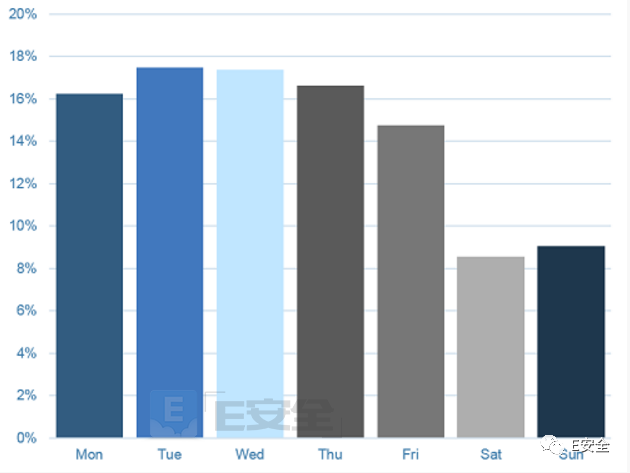 20%
18%
16%
14%
12%
10%
8%
6%
4%
2%
0%
E
「E安全」
Mon Tue Wed Thu Fri Sat Sun
E安全